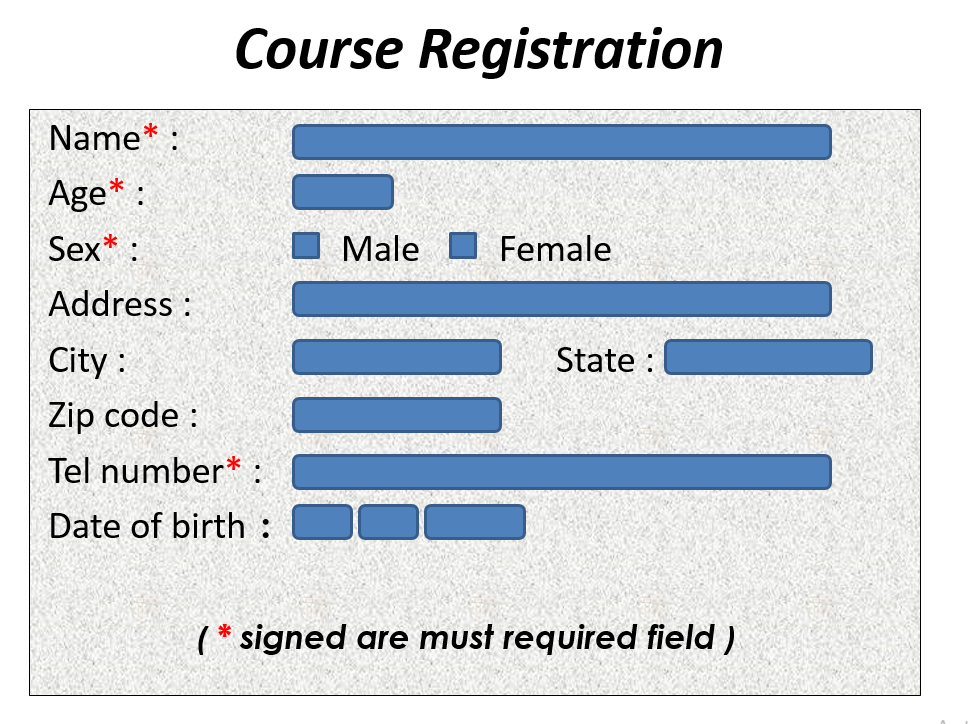 Course Registration
Name* :
Age* :
Sex* : Male Female
Address :
City : State :
Zip code :
Tel number* :
Date of birth :
( * signed are must required field )